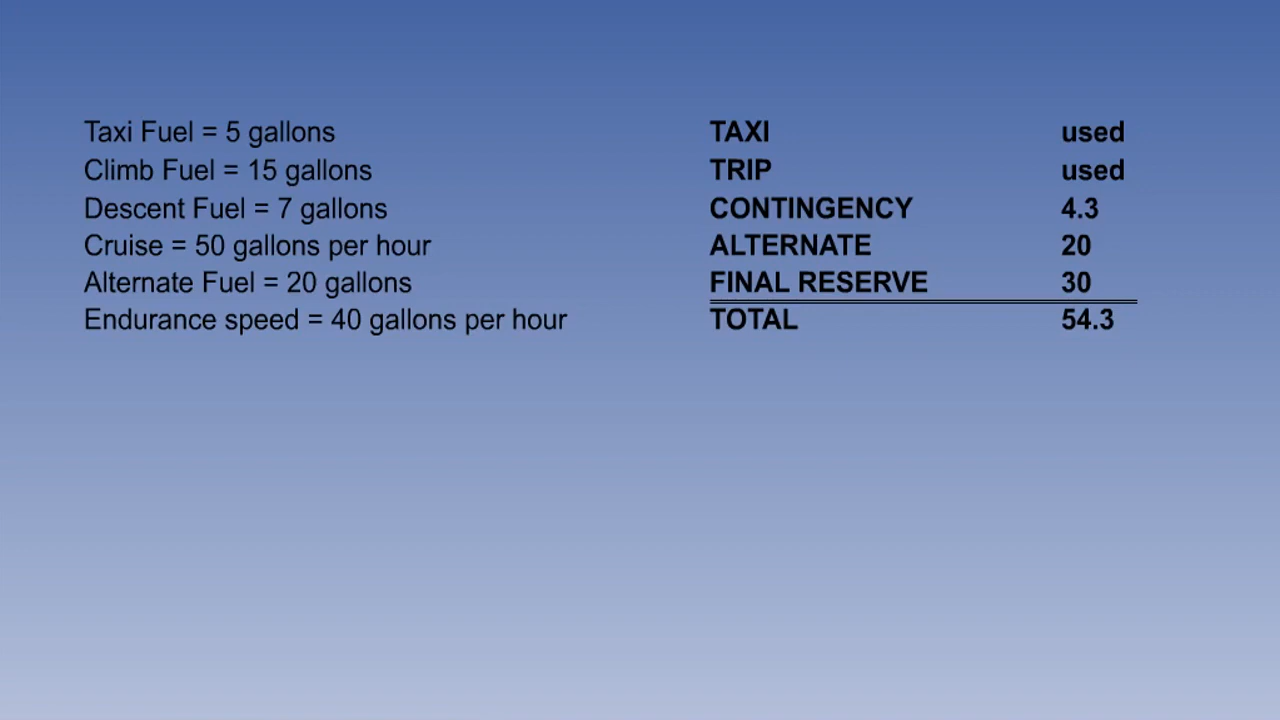 Taxi Fuel = 5 gallons
Climb Fuel = 15 gallons
Descent Fuel = 7 gallons
Cruise = 50 gallons per hour
Alternate Fuel = 20 gallons
Endurance speed = 40 gallons per hour
TAXI used
TRIP used
CONTINGENCY 4.3
ALTERNATE 20
FINAL RESERVE 30
TOTAL 54.3